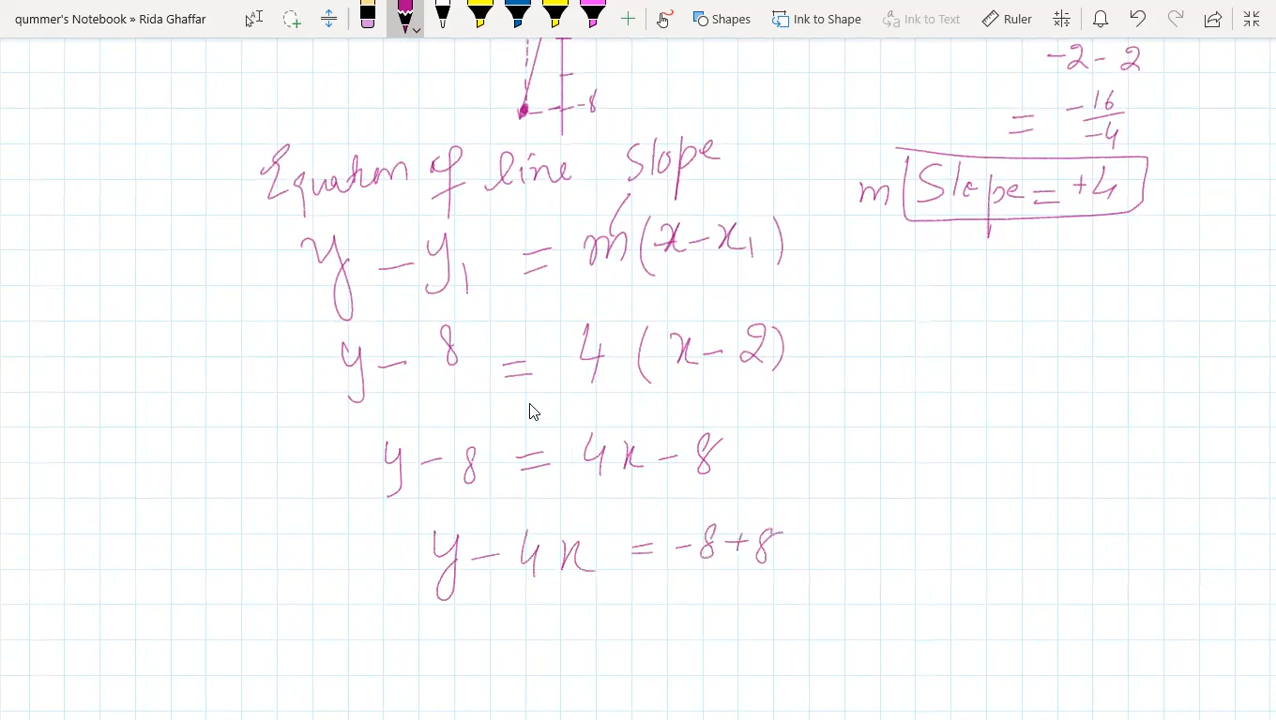 qummer's Notebook » Rida Ghaffar
Shapes
Ink to Shape
Ink to Text
Ruler
-2 - 2
-8
= -16/-4
Equation of line slope
m Slope = +4
y - y₁ = m(x - x₁)
y - 8 = 4 (x - 2)
y - 8 = 4x - 8
y - 4x = -8 + 8